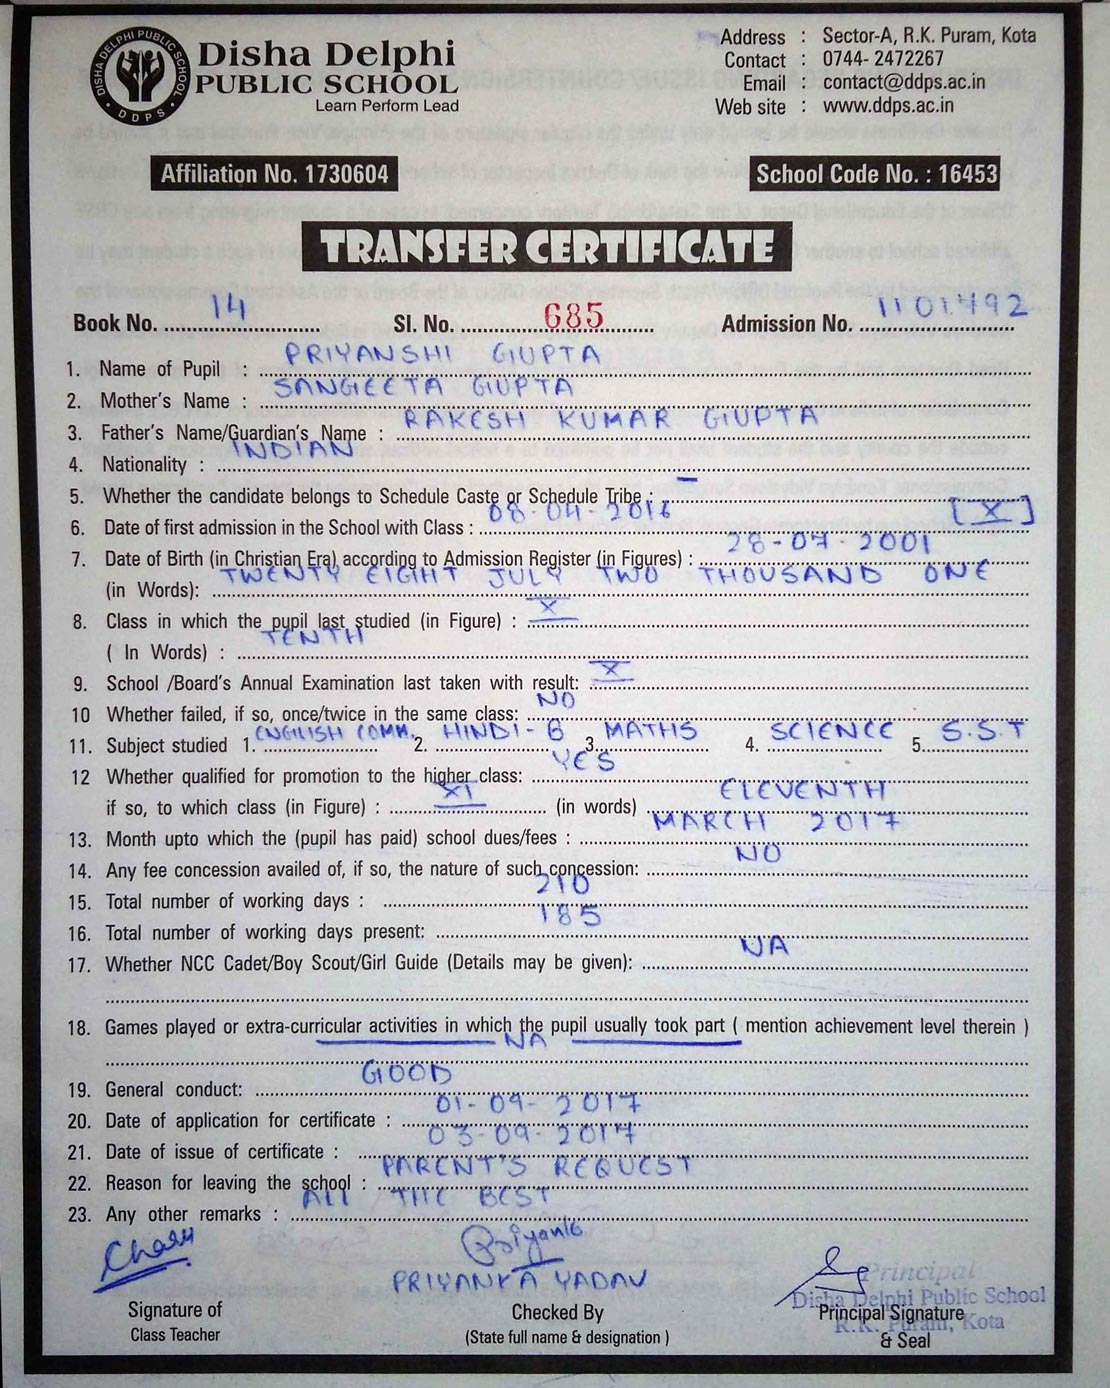 DISHA DELPHI PUBLIC SCHOOL
DDPS
Disha Delphi
PUBLIC SCHOOL
Learn Perform Lead
Address : Sector-A, R.K. Puram, Kota
Contact : 0744- 2472267
Email : contact@ddps.ac.in
Web site : www.ddps.ac.in
Affiliation No. 1730604 School Code No. : 16453
TRANSFER CERTIFICATE
Book No. 14 Sl. No. 685 Admission No. 1101492
1. Name of Pupil : PRIYANSHI GUPTA
2. Mother's Name : SANGEETA GUPTA
3. Father's Name/Guardian's Name : RAKESH KUMAR GUPTA
4. Nationality : INDIAN
5. Whether the candidate belongs to Schedule Caste or Schedule Tribe : –
6. Date of first admission in the School with Class : 08-04-2016 [X]
7. Date of Birth (in Christian Era) according to Admission Register (in Figures) : 28-07-2001
(in Words): TWENTY EIGHT JULY TWO THOUSAND ONE
8. Class in which the pupil last studied (in Figure) : X
( In Words) : TENTH
9. School /Board's Annual Examination last taken with result: X
10 Whether failed, if so, once/twice in the same class: NO
11. Subject studied 1. ENGLISH COMM. 2. HINDI-B 3. MATHS 4. SCIENCE 5. S.S.T
12 Whether qualified for promotion to the higher class: YES
if so, to which class (in Figure) : XI (in words) ELEVENTH
13. Month upto which the (pupil has paid) school dues/fees : MARCH 2017
14. Any fee concession availed of, if so, the nature of such concession: NO
15. Total number of working days : 210
16. Total number of working days present: 185
17. Whether NCC Cadet/Boy Scout/Girl Guide (Details may be given): NA
18. Games played or extra-curricular activities in which the pupil usually took part ( mention achievement level therein )
NA
19. General conduct: GOOD
20. Date of application for certificate : 01-09-2017
21. Date of issue of certificate : 03-09-2017
22. Reason for leaving the school : PARENT'S REQUEST
23. Any other remarks : All THE BEST
PRIYANKA YADAV
Principal
Disha Delphi Public School
R.K. Puram, Kota
Signature of Checked By Principal Signature
Class Teacher (State full name & designation ) & Seal